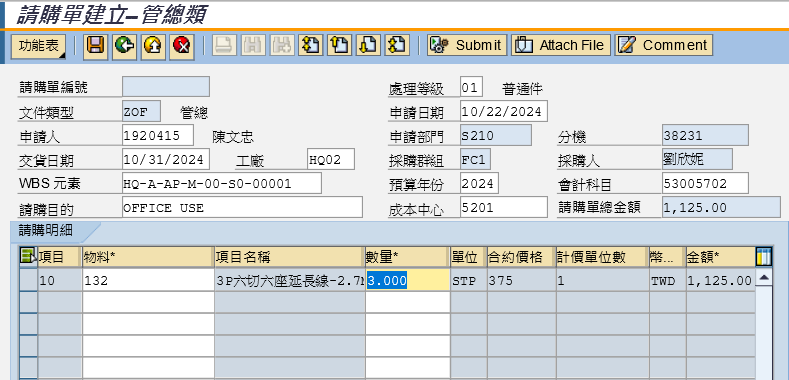 請購單建立-管總類
功能表 Submit Attach File Comment
請購單編號 處理等級 01 普通件
文件類型 ZOF 管總 申請日期 10/22/2024
申請人 1920415 陳文忠 申請部門 S210 分機 38231
交貨日期 10/31/2024 工廠 HQ02 採購群組 FC1 採購人 劉欣妮
WBS 元素 HQ-A-AP-M-00-S0-00001 預算年份 2024 會計科目 53005702
請購目的 OFFICE USE 成本中心 5201 請購單總金額 1,125.00
請購明細
項目 物料* 項目名稱 數量* 單位 合約價格 計價單位數 幣... 金額*
10 132 3P六切六座延長線-2.7M 3.000 STP 375 1 TWD 1,125.00